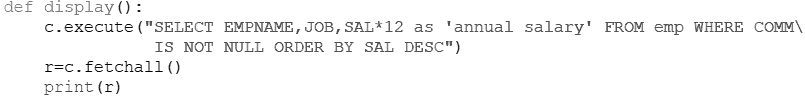 def display():
    c.execute("SELECT EMPNAME,JOB,SAL*12 as 'annual salary' FROM emp WHERE COMM\
              IS NOT NULL ORDER BY SAL DESC")
    r=c.fetchall()
    print(r)